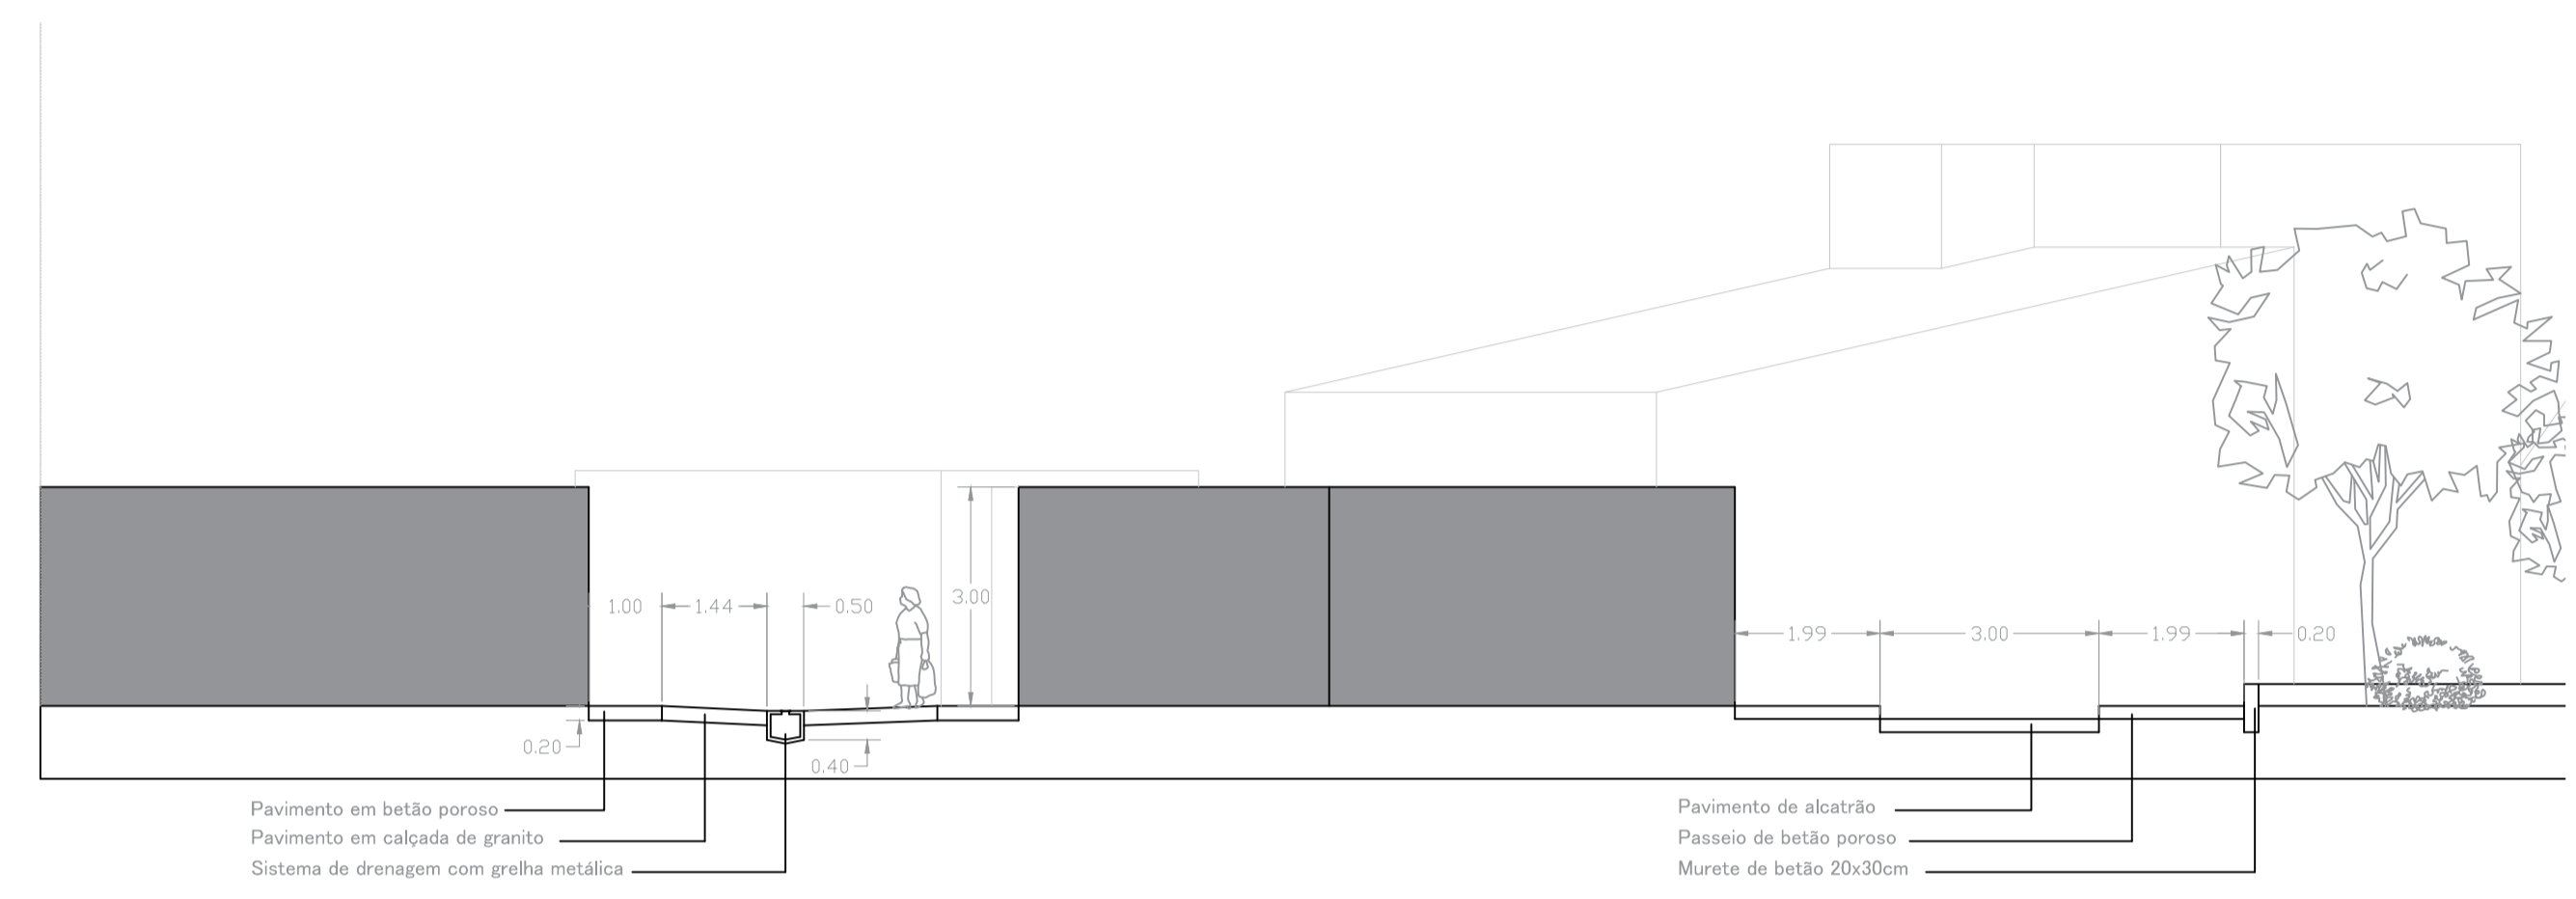 1.00
1.44
0.50
3.00
1.99
3.00
1.99
0.20
0.20
0.40
Pavimento em betão poroso
Pavimento em calçada de granito
Sistema de drenagem com grelha metálica
Pavimento de alcatrão
Passeio de betão poroso
Murete de betão 20x30cm